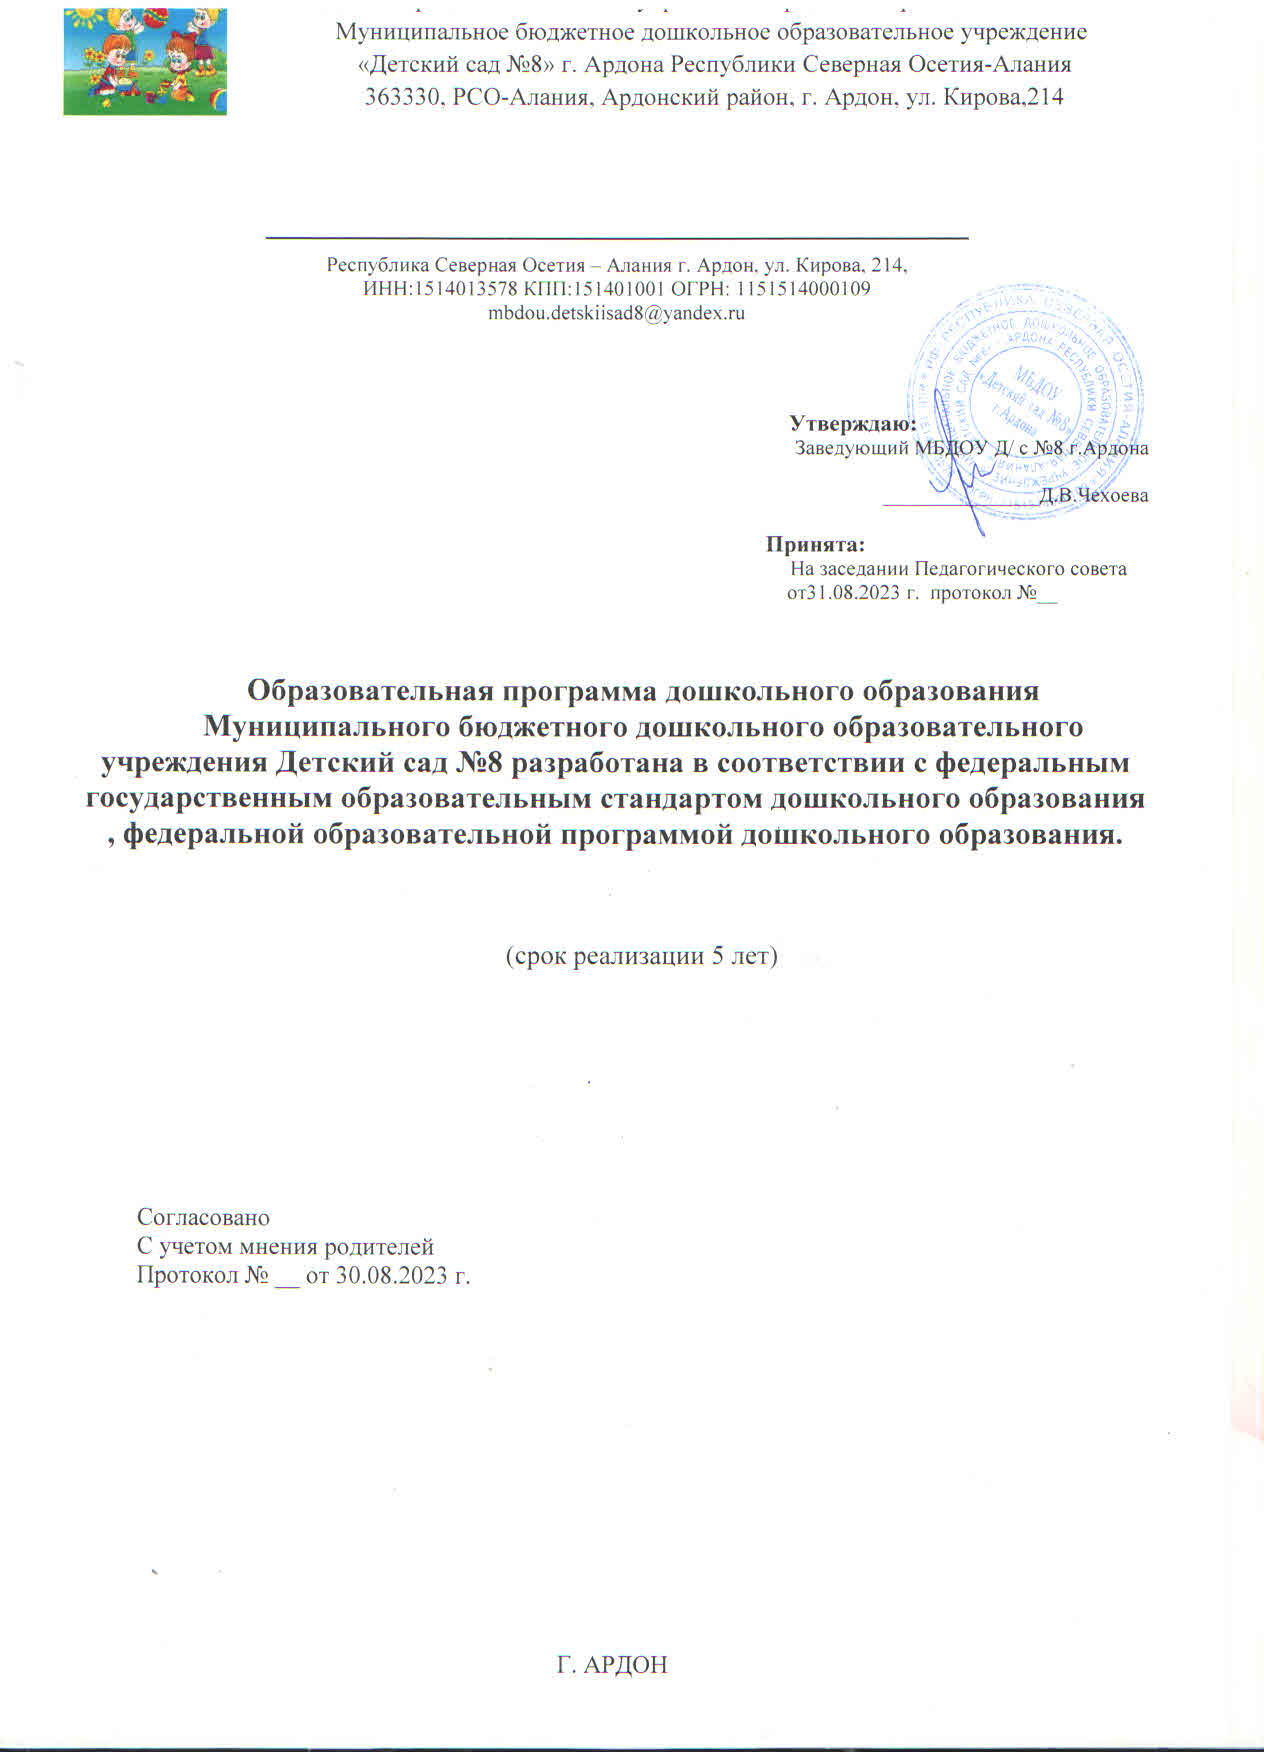 Муниципальное бюджетное дошкольное образовательное учреждение
«Детский сад №8» г. Ардона Республики Северная Осетия-Алания
363330, РСО-Алания, Ардонский район, г. Ардон, ул. Кирова,214
Республика Северная Осетия – Алания г. Ардон, ул. Кирова, 214,
ИНН:1514013578 КПП:151401001 ОГРН: 1151514000109
mbdou.detskiisad8@yandex.ru
МБДОУ
«Детский сад №8»
г.Ардона
Утверждаю:
Заведующий МБДОУ Д/ с №8 г.Ардона
Д.В.Чехоева
Принята:
На заседании Педагогического совета
от31.08.2023 г. протокол №__
Образовательная программа дошкольного образования
Муниципального бюджетного дошкольного образовательного
учреждения Детский сад №8 разработана в соответствии с федеральным
государственным образовательным стандартом дошкольного образования
, федеральной образовательной программой дошкольного образования.
(срок реализации 5 лет)
Согласовано
С учетом мнения родителей
Протокол № __ от 30.08.2023 г.
Г. АРДОН